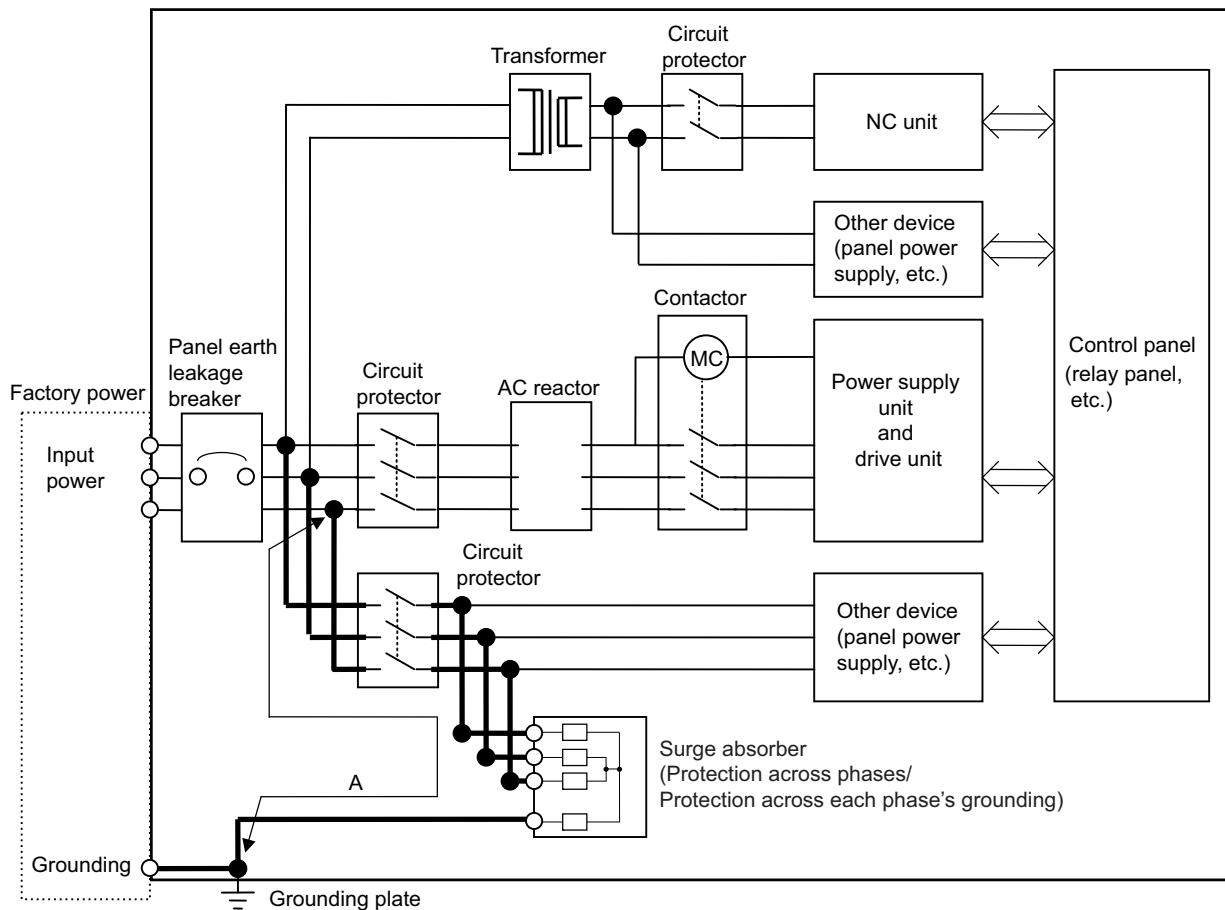 Circuit
protector
Transformer
NC unit
Other device
(panel power
supply, etc.)
Contactor
MC
Panel earth
leakage
breaker
Circuit
protector
AC reactor
Power supply
unit
and
drive unit
Control panel
(relay panel,
etc.)
Factory power
Input
power
Circuit
protector
Other device
(panel power
supply, etc.)
Surge absorber
(Protection across phases/
Protection across each phase's grounding)
A
Grounding
Grounding plate